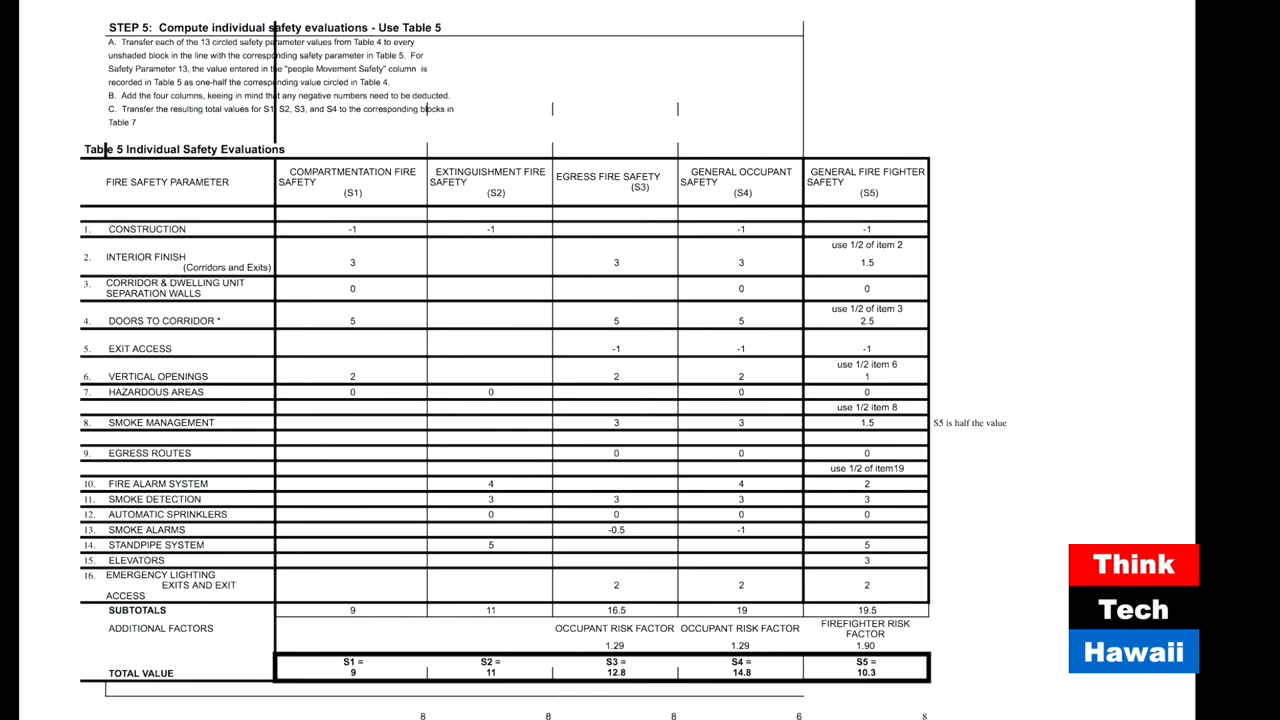 STEP 5: Compute individual safety evaluations - Use Table 5
A. Transfer each of the 13 circled safety parameter values from Table 4 to every
unshaded block in the line with the corresponding safety parameter in Table 5. For
Safety Parameter 13, the value entered in the "people Movement Safety" column is
recorded in Table 5 as one-half the corresponding value circled in Table 4.
B. Add the four columns, keeing in mind that any negative numbers need to be deducted.
C. Transfer the resulting total values for S1, S2, S3, and S4 to the corresponding blocks in
Table 7
Table 5 Individual Safety Evaluations
FIRE SAFETY PARAMETER
COMPARTMENTATION FIRE
SAFETY
(S1)
EXTINGUISHMENT FIRE
SAFETY
(S2)
EGRESS FIRE SAFETY
(S3)
GENERAL OCCUPANT
SAFETY
(S4)
GENERAL FIRE FIGHTER
SAFETY
(S5)
1. CONSTRUCTION -1 -1 -1 -1
use 1/2 of item 2
2. INTERIOR FINISH
(Corridors and Exits) 3 3 3 1.5
3. CORRIDOR & DWELLING UNIT
SEPARATION WALLS 0 0 0
use 1/2 of item 3
4. DOORS TO CORRIDOR * 5 5 5 2.5
5. EXIT ACCESS -1 -1 -1
use 1/2 item 6
6. VERTICAL OPENINGS 2 2 2 1
7. HAZARDOUS AREAS 0 0 0 0
use 1/2 item 8
8. SMOKE MANAGEMENT 3 3 1.5 S5 is half the value
9. EGRESS ROUTES 0 0 0
use 1/2 of item19
10. FIRE ALARM SYSTEM 4 4 2
11. SMOKE DETECTION 3 3 3 3
12. AUTOMATIC SPRINKLERS 0 0 0 0
13. SMOKE ALARMS -0.5 -1
14. STANDPIPE SYSTEM 5 5
15. ELEVATORS 3
16. EMERGENCY LIGHTING
EXITS AND EXIT
ACCESS 2 2 2
SUBTOTALS 9 11 16.5 19 19.5
ADDITIONAL FACTORS OCCUPANT RISK FACTOR OCCUPANT RISK FACTOR FIREFIGHTER RISK
FACTOR
1.29 1.29 1.90
S1 = S2 = S3 = S4 = S5 =
TOTAL VALUE 9 11 12.8 14.8 10.3
8 8 8 6 8
Think
Tech
Hawaii